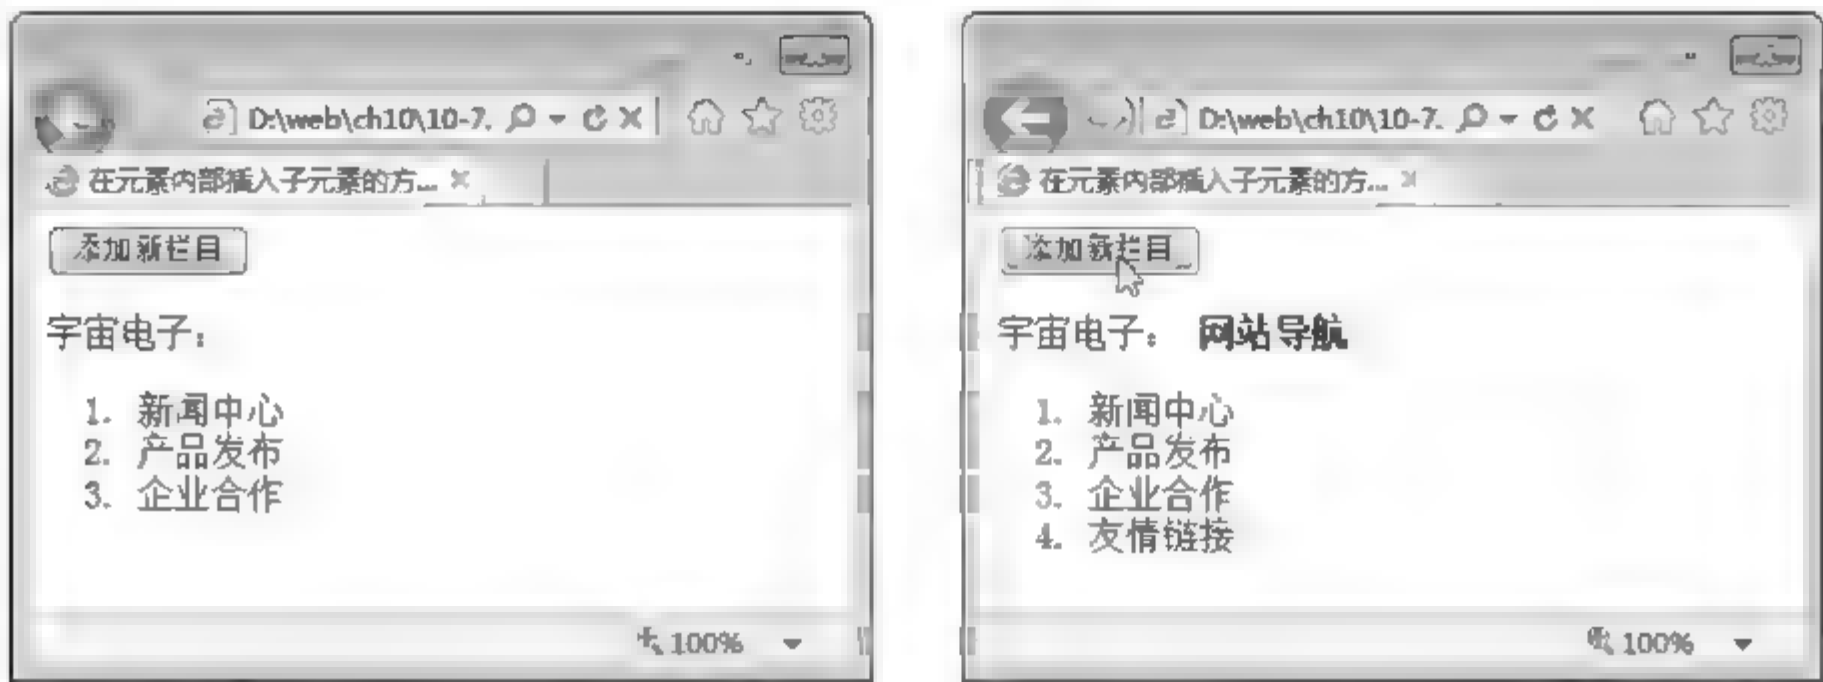 D:\web\ch10\10-7.
在元素内部插入子元素的方...
添加新栏目
宇宙电子：
1. 新闻中心
2. 产品发布
3. 企业合作
100%
D:\web\ch10\10-7.
在元素内部插入子元素的方...
添加新栏目
宇宙电子： 网站导航
1. 新闻中心
2. 产品发布
3. 企业合作
4. 友情链接
100%